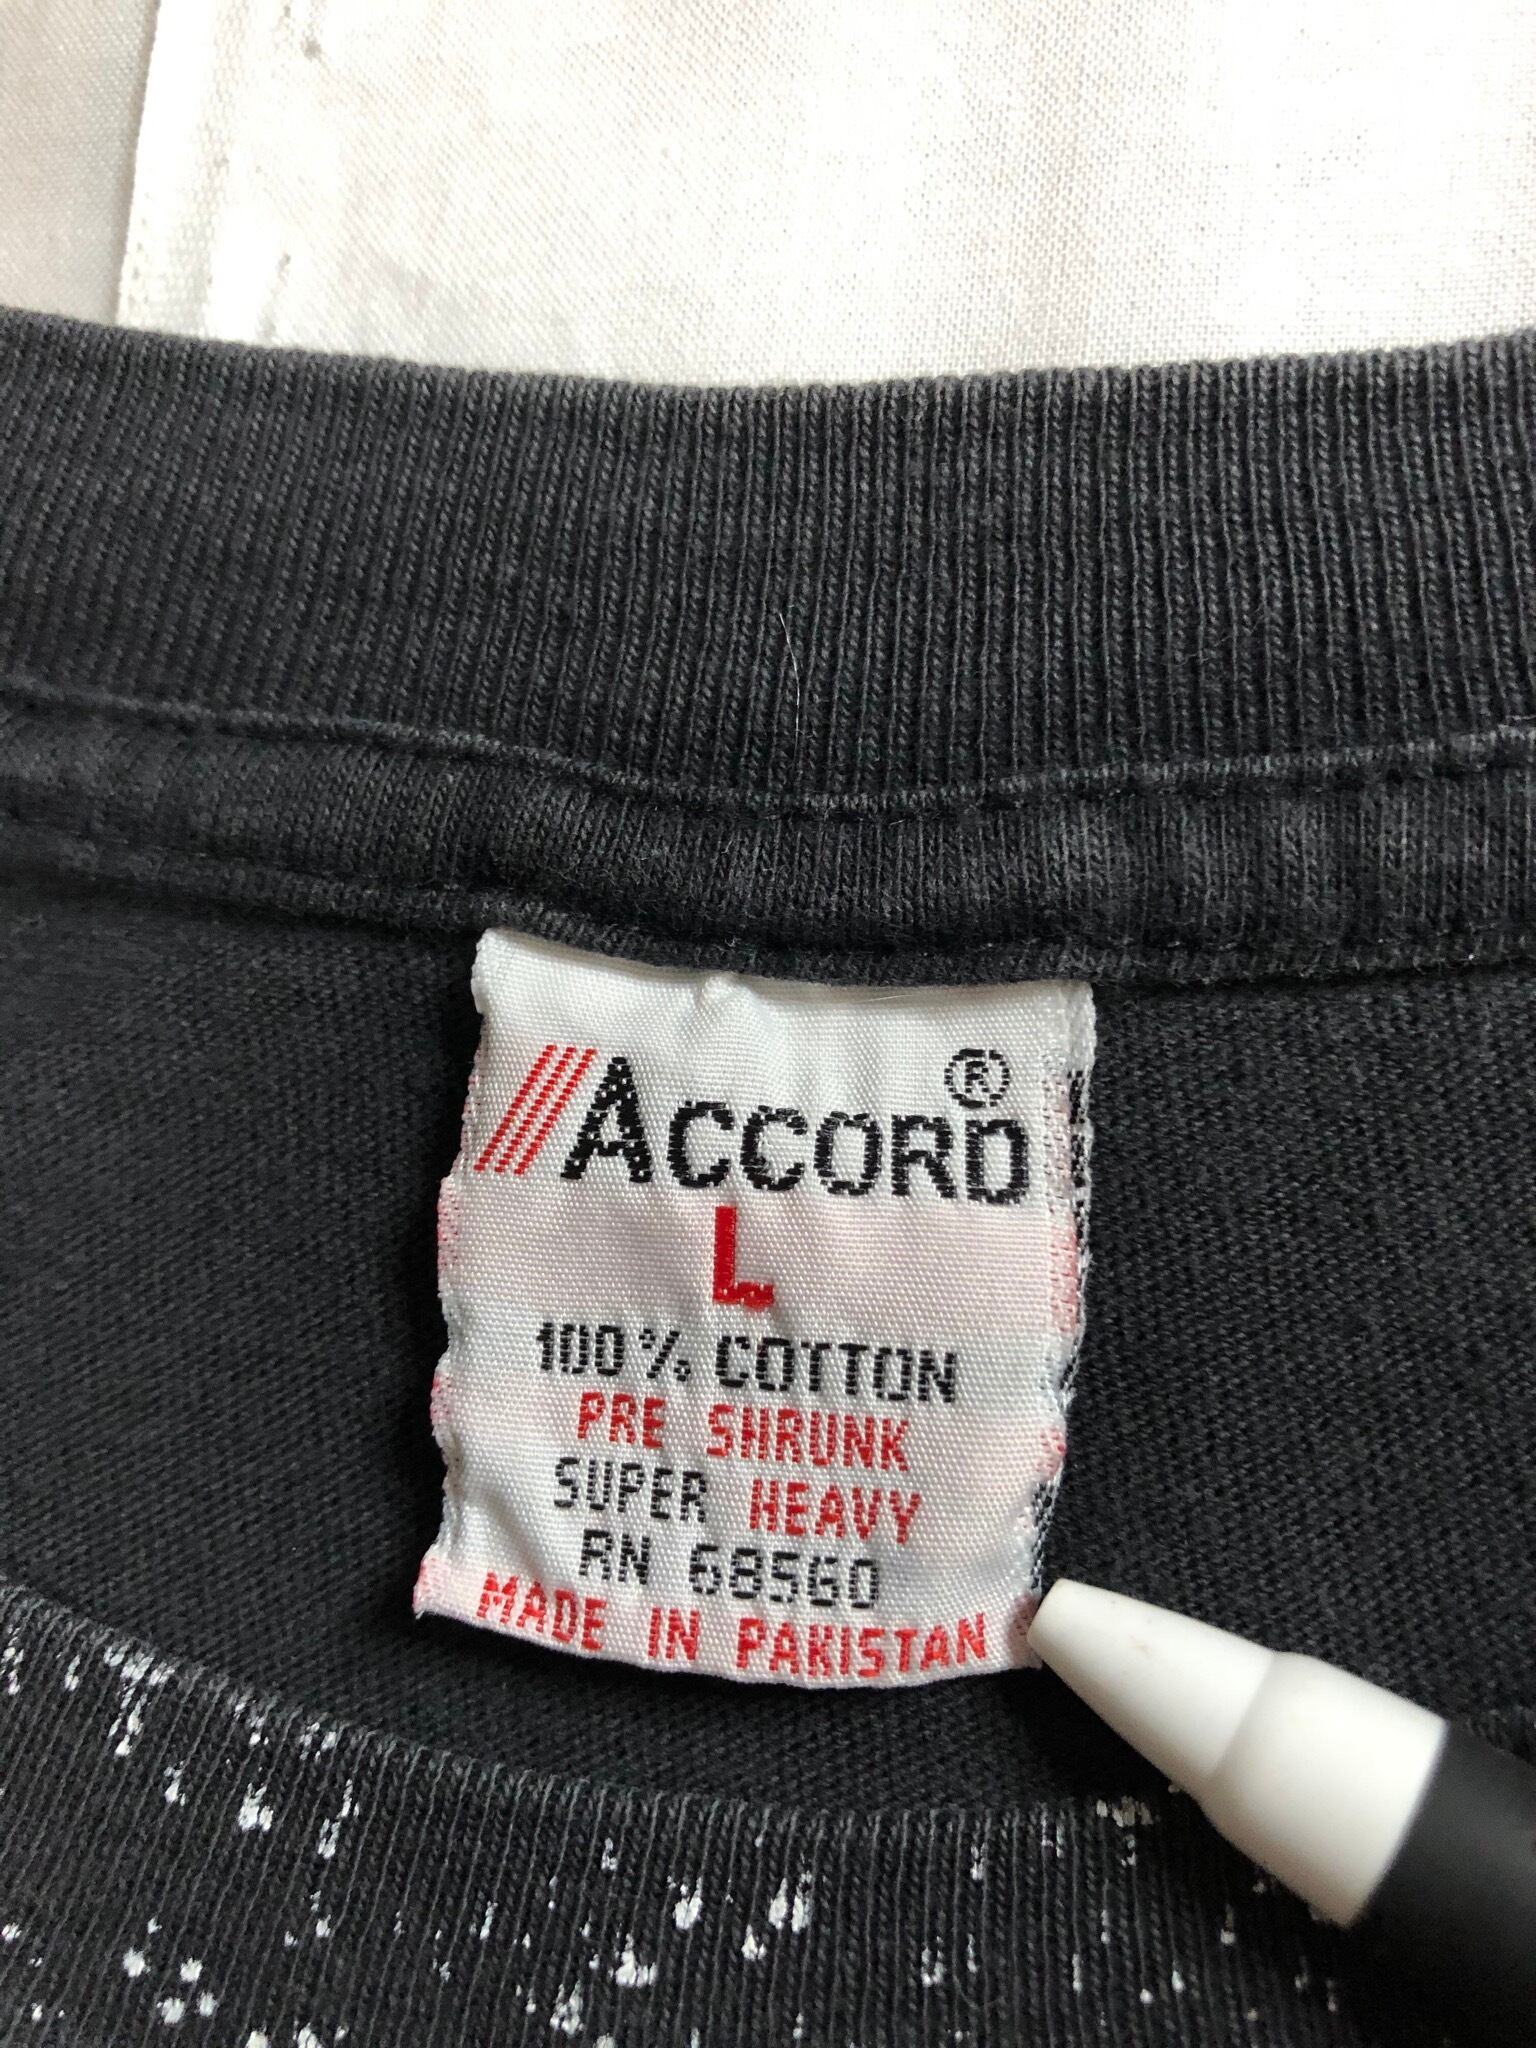 ACCORD®
L
100% COTTON
PRE SHRUNK
SUPER HEAVY
RN 68560
MADE IN PAKISTAN